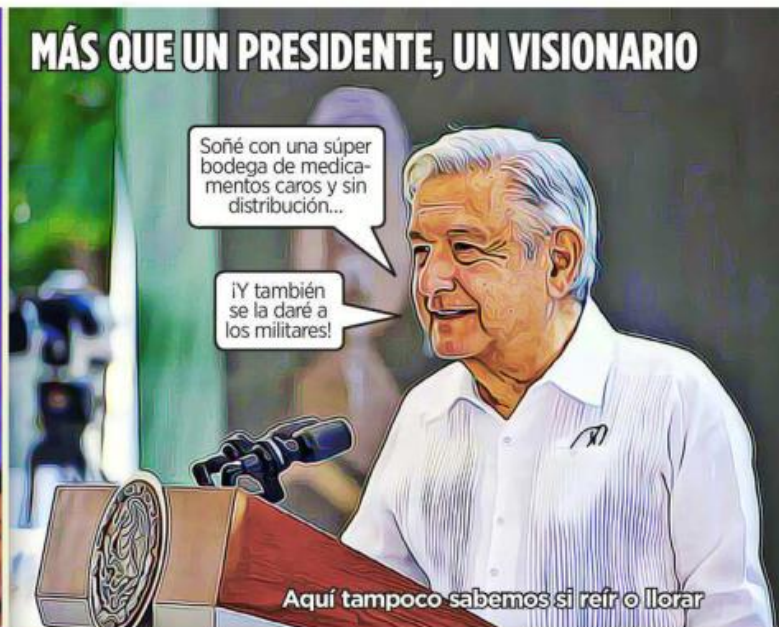 MÁS QUE UN PRESIDENTE, UN VISIONARIO
Soñé con una súper
bodega de medica-
mentos caros y sin
distribución...
¡Y también
se la daré a
los militares!
Aquí tampoco sabemos si reír o llorar